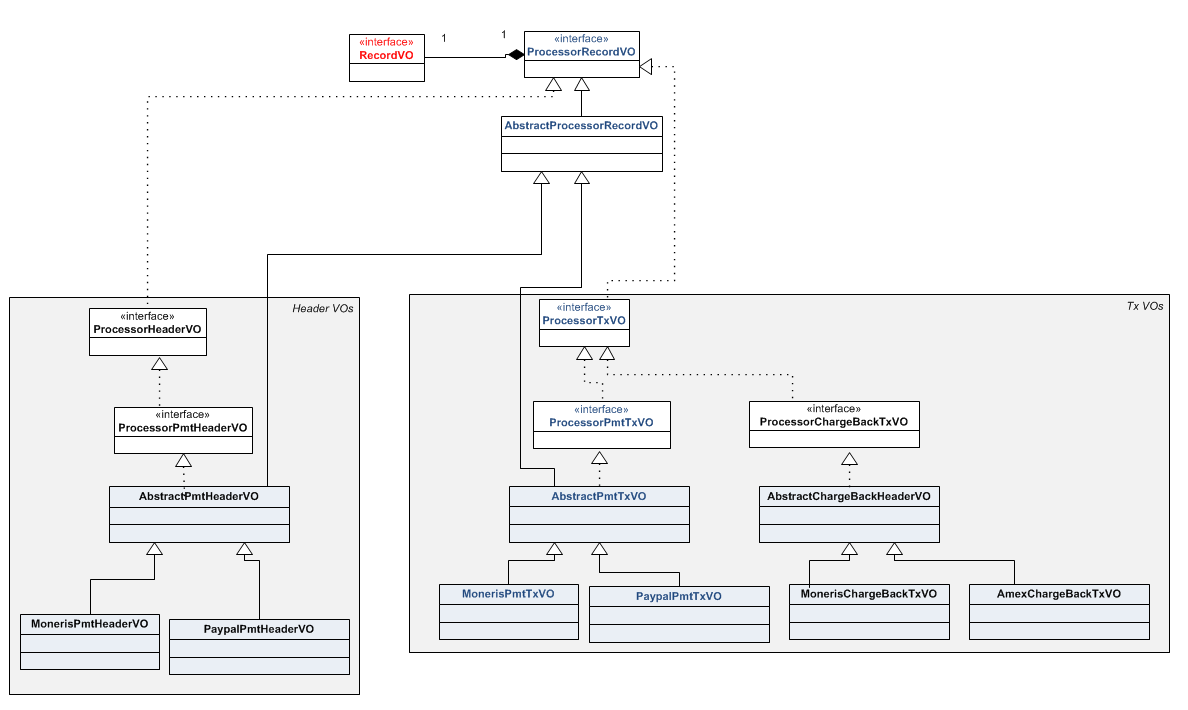 1
1
«interface»
RecordVO
«interface»
ProcessorRecordVO
AbstractProcessorRecordVO
Header VOs
«interface»
ProcessorHeaderVO
«interface»
ProcessorPmtHeaderVO
AbstractPmtHeaderVO
MonerisPmtHeaderVO
PaypalPmtHeaderVO
Tx VOs
«interface»
ProcessorTxVO
«interface»
ProcessorPmtTxVO
«interface»
ProcessorChargeBackTxVO
AbstractPmtTxVO
AbstractChargeBackHeaderVO
MonerisPmtTxVO
PaypalPmtTxVO
MonerisChargeBackTxVO
AmexChargeBackTxVO